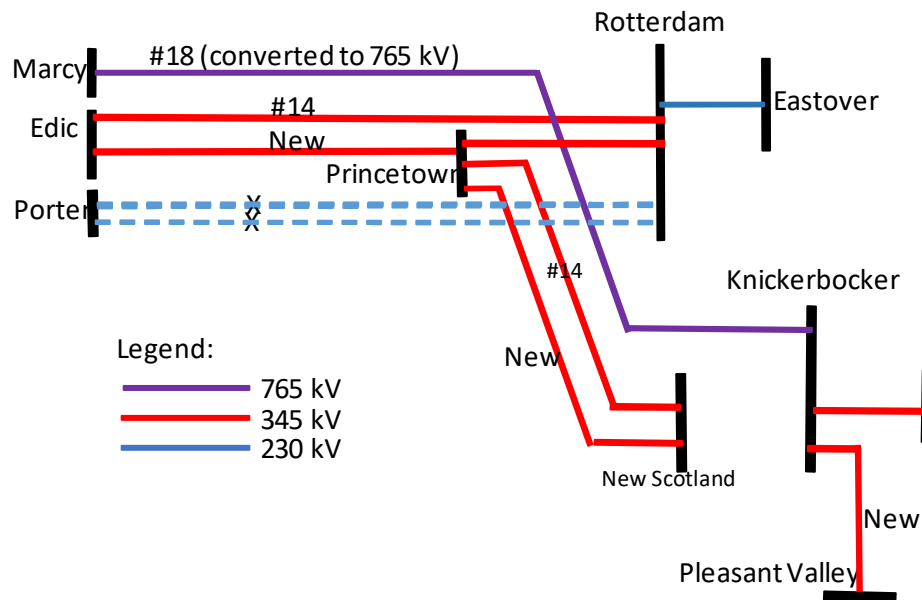 Rotterdam
Marcy
#18 (converted to 765 kV)
Eastover
#14
Edic
New
Princetown
Porter
X
X
#14
Knickerbocker
Legend:
New
765 kV
345 kV
230 kV
New Scotland
New
Pleasant Valley